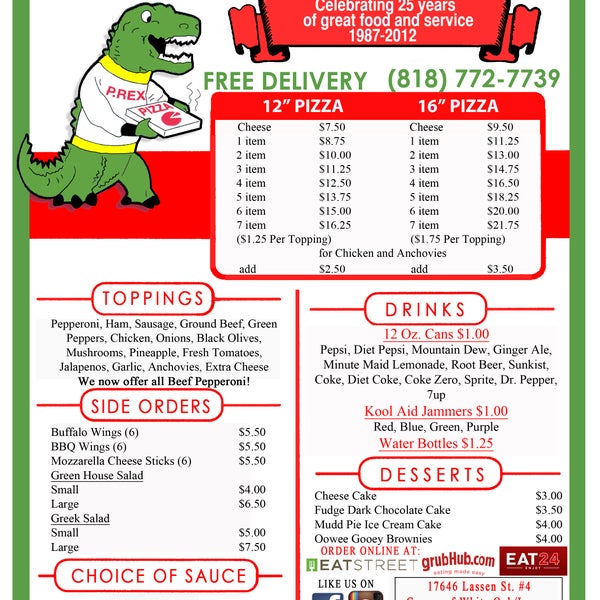 Celebrating 25 years
of great food and service
1987-2012
P.REX
PIZZA
FREE DELIVERY (818) 772-7739
12” PIZZA
Cheese $7.50
1 item $8.75
2 item $10.00
3 item $11.25
4 item $12.50
5 item $13.75
6 item $15.00
7 item $16.25
($1.25 Per Topping)
16” PIZZA
Cheese $9.50
1 item $11.25
2 item $13.00
3 item $14.75
4 item $16.50
5 item $18.25
6 item $20.00
7 item $21.75
($1.75 Per Topping)
for Chicken and Anchovies
add $2.50 add $3.50
TOPPINGS
Pepperoni, Ham, Sausage, Ground Beef, Green
Peppers, Chicken, Onions, Black Olives,
Mushrooms, Pineapple, Fresh Tomatoes,
Jalapenos, Garlic, Anchovies, Extra Cheese
We now offer all Beef Pepperoni!
SIDE ORDERS
Buffalo Wings (6) $5.50
BBQ Wings (6) $5.50
Mozzarella Cheese Sticks (6) $5.50
Green House Salad
Small $4.00
Large $6.50
Greek Salad
Small $5.00
Large $7.50
CHOICE OF SAUCE
DRINKS
12 Oz. Cans $1.00
Pepsi, Diet Pepsi, Mountain Dew, Ginger Ale,
Minute Maid Lemonade, Root Beer, Sunkist,
Coke, Diet Coke, Coke Zero, Sprite, Dr. Pepper,
7up
Kool Aid Jammers $1.00
Red, Blue, Green, Purple
Water Bottles $1.25
DESSERTS
Cheese Cake $3.00
Fudge Dark Chocolate Cake $3.50
Mudd Pie Ice Cream Cake $4.00
Oowee Gooey Brownies $4.00
ORDER ONLINE AT:
EATSTREET grubHub.com EAT24
eating made easy ENJOY
LIKE US ON
17646 Lassen St. #4